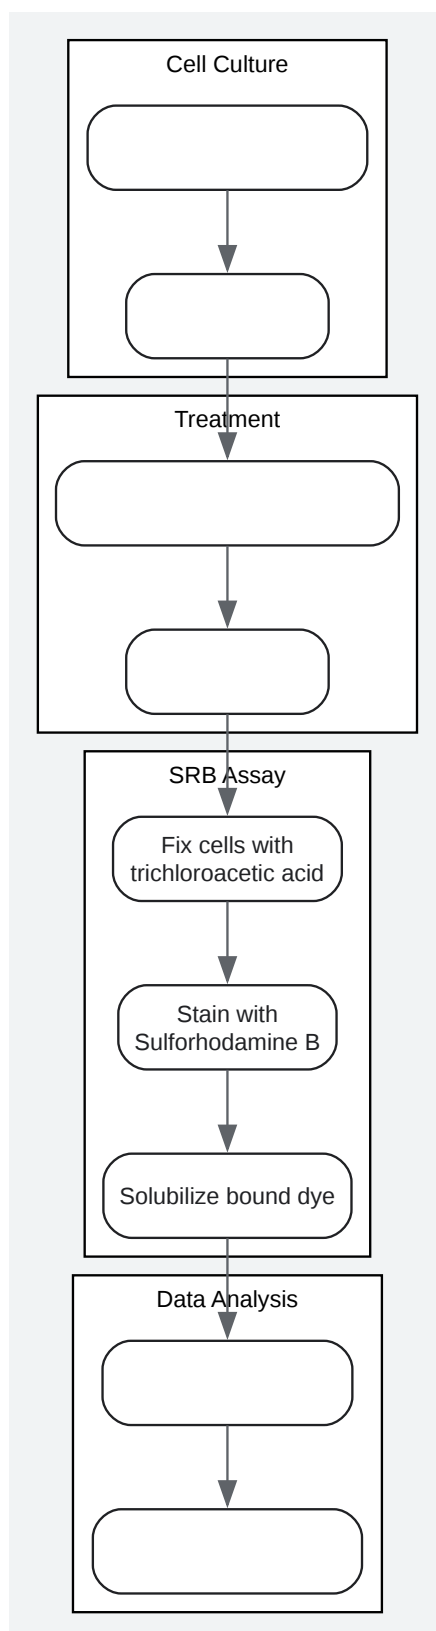 Cell Culture
Treatment
SRB Assay
Fix cells with
trichloroacetic acid
Stain with
Sulforhodamine B
Solubilize bound dye
Data Analysis